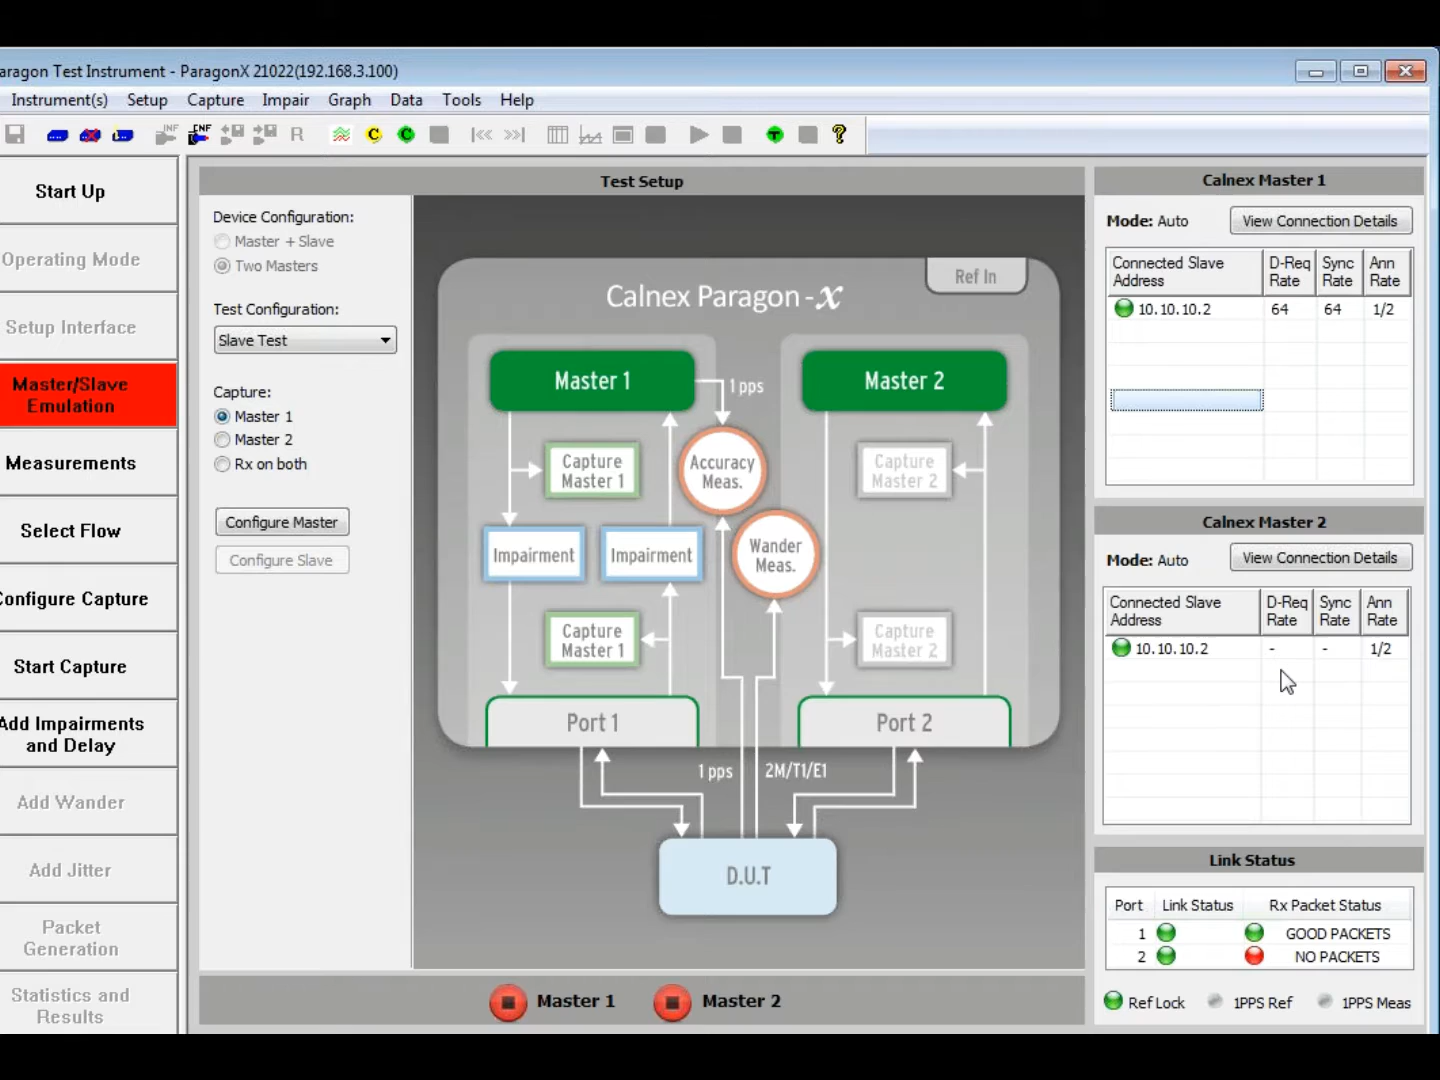 aragon Test Instrument - ParagonX 21022(192.168.3.100)
Instrument(s) Setup Capture Impair Graph Data Tools Help
INF CNF R C C T ?
Start Up
Operating Mode
Setup Interface
Master/Slave
Emulation
Measurements
Select Flow
Configure Capture
Start Capture
Add Impairments
and Delay
Add Wander
Add Jitter
Packet
Generation
Statistics and
Results
Test Setup
Device Configuration:
Master + Slave
Two Masters
Test Configuration:
Slave Test
Capture:
Master 1
Master 2
Rx on both
Configure Master
Configure Slave
Ref In
Calnex Paragon-x
Master 1
1 pps
Master 2
Capture
Master 1
Accuracy
Meas.
Capture
Master 2
Impairment
Impairment
Wander
Meas.
Capture
Master 1
Capture
Master 2
Port 1
Port 2
1 pps
2M/T1/E1
D.U.T
Master 1
Master 2
Calnex Master 1
Mode: Auto
View Connection Details
Connected Slave Address D-Req Rate Sync Rate Ann Rate
10.10.10.2 64 64 1/2
Calnex Master 2
Mode: Auto
View Connection Details
Connected Slave Address D-Req Rate Sync Rate Ann Rate
10.10.10.2 - - 1/2
Link Status
Port Link Status Rx Packet Status
1 GOOD PACKETS
2 NO PACKETS
Ref Lock 1PPS Ref 1PPS Meas